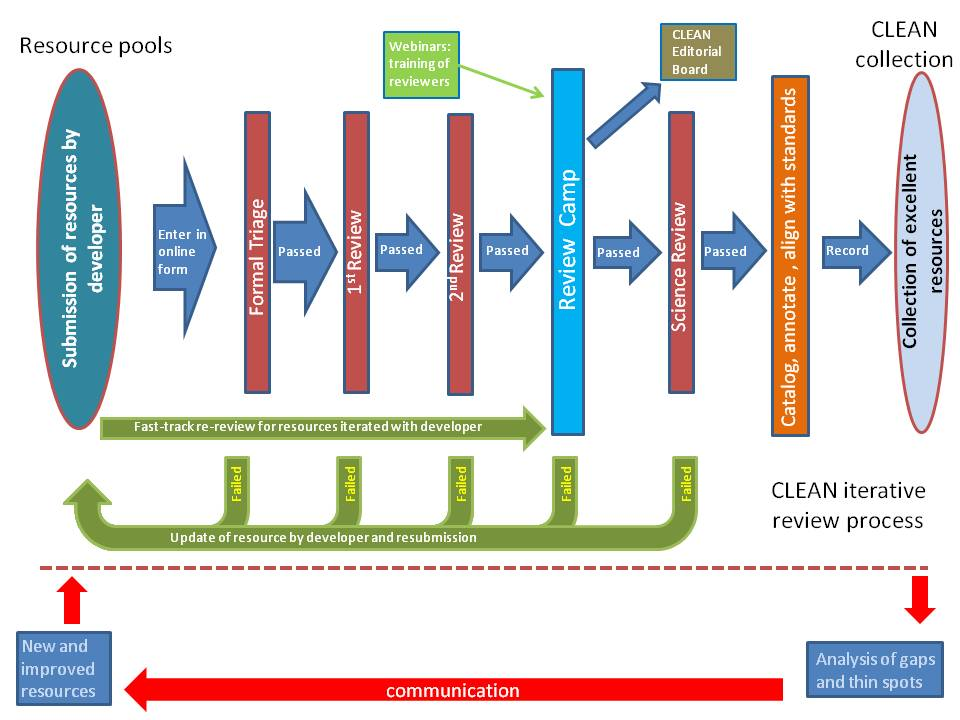 Resource pools
CLEAN
collection
Webinars:
training of
reviewers
CLEAN
Editorial
Board
Submission of resources by
developer
Enter in
online
form
Formal Triage
Passed
1st Review
Passed
2nd Review
Passed
Review Camp
Passed
Science Review
Passed
Catalog, annotate , align with standards
Record
Collection of excellent
resources
Fast-track re-review for resources iterated with developer
Failed
Failed
Failed
Failed
Failed
Update of resource by developer and resubmission
CLEAN iterative
review process
New and
improved
resources
communication
Analysis of gaps
and thin spots